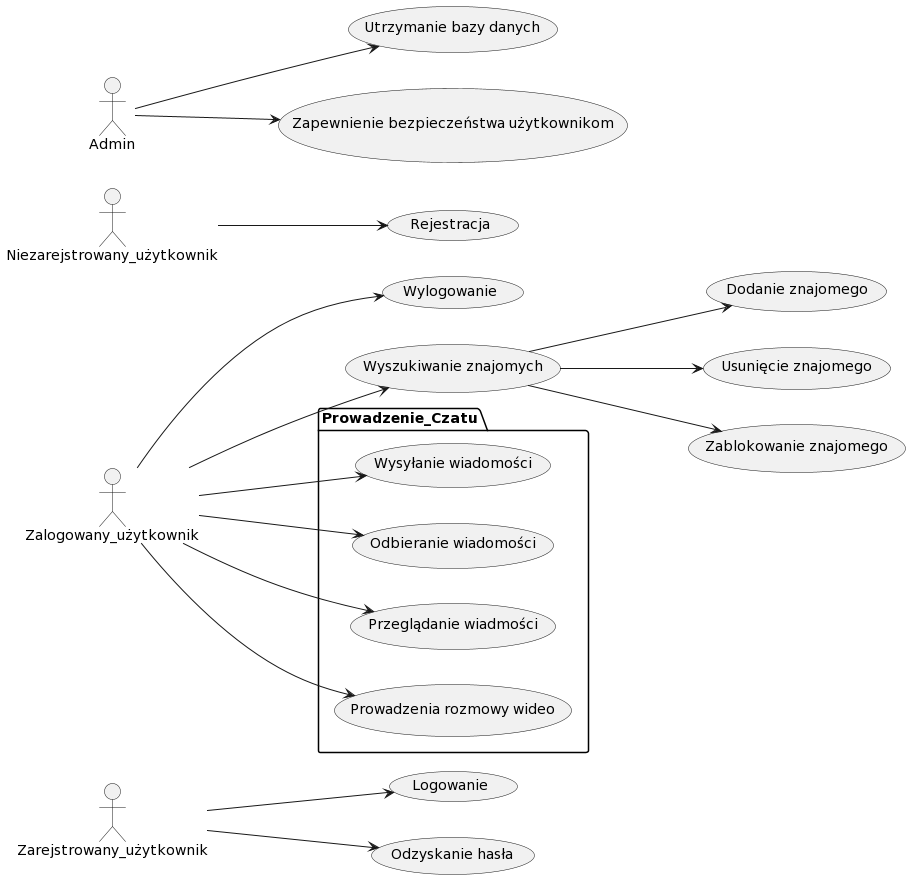 Utrzymanie bazy danych
Zapewnienie bezpieczeństwa użytkownikom
Admin
Rejestracja
Niezarejstrowany_użytkownik
Wylogowanie
Dodanie znajomego
Wyszukiwanie znajomych
Usunięcie znajomego
Zablokowanie znajomego
Prowadzenie_Czatu
Wysyłanie wiadomości
Zalogowany_użytkownik
Odbieranie wiadomości
Przeglądanie wiadmości
Prowadzenia rozmowy wideo
Logowanie
Zarejstrowany_użytkownik
Odzyskanie hasła